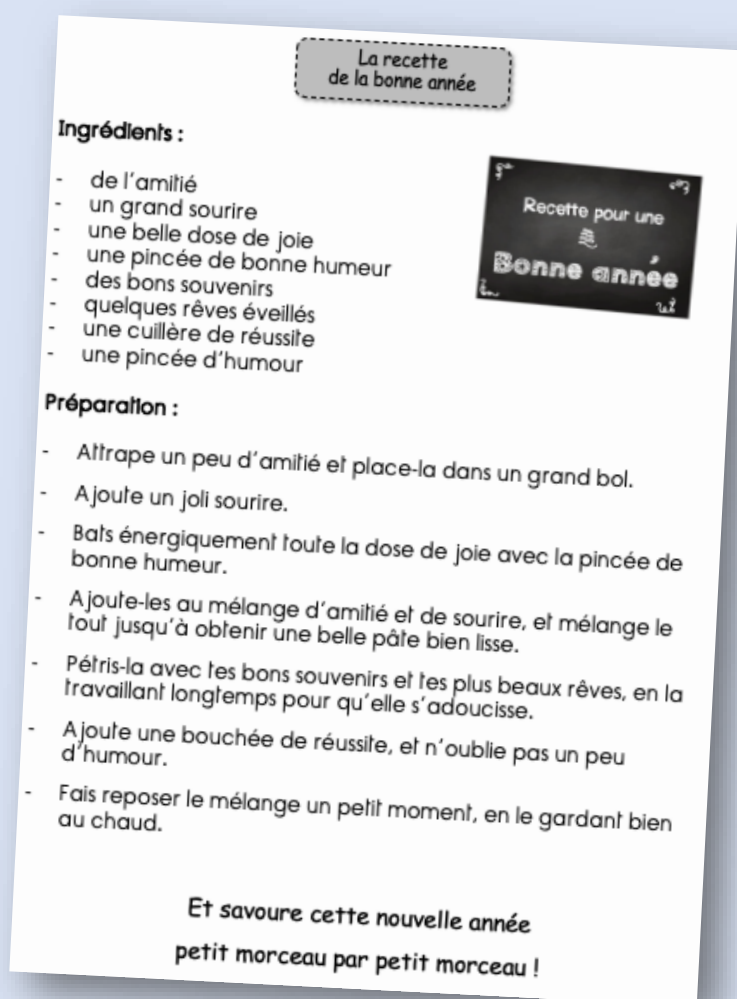 La recette
de la bonne année
Ingrédients :
- de l'amitié
- un grand sourire
- une belle dose de joie
- une pincée de bonne humeur
- des bons souvenirs
- quelques rêves éveillés
- une cuillère de réussite
- une pincée d'humour
Recette pour une
Bonne année
Préparation :
- Attrape un peu d'amitié et place-la dans un grand bol.
- Ajoute un joli sourire.
- Bats énergiquement toute la dose de joie avec la pincée de
bonne humeur.
- Ajoute-les au mélange d'amitié et de sourire, et mélange le
tout jusqu'à obtenir une belle pâte bien lisse.
- Pétris-la avec tes bons souvenirs et tes plus beaux rêves, en la
travaillant longtemps pour qu'elle s'adoucisse.
- Ajoute une bouchée de réussite, et n'oublie pas un peu
d'humour.
- Fais reposer le mélange un petit moment, en le gardant bien
au chaud.
Et savoure cette nouvelle année
petit morceau par petit morceau !